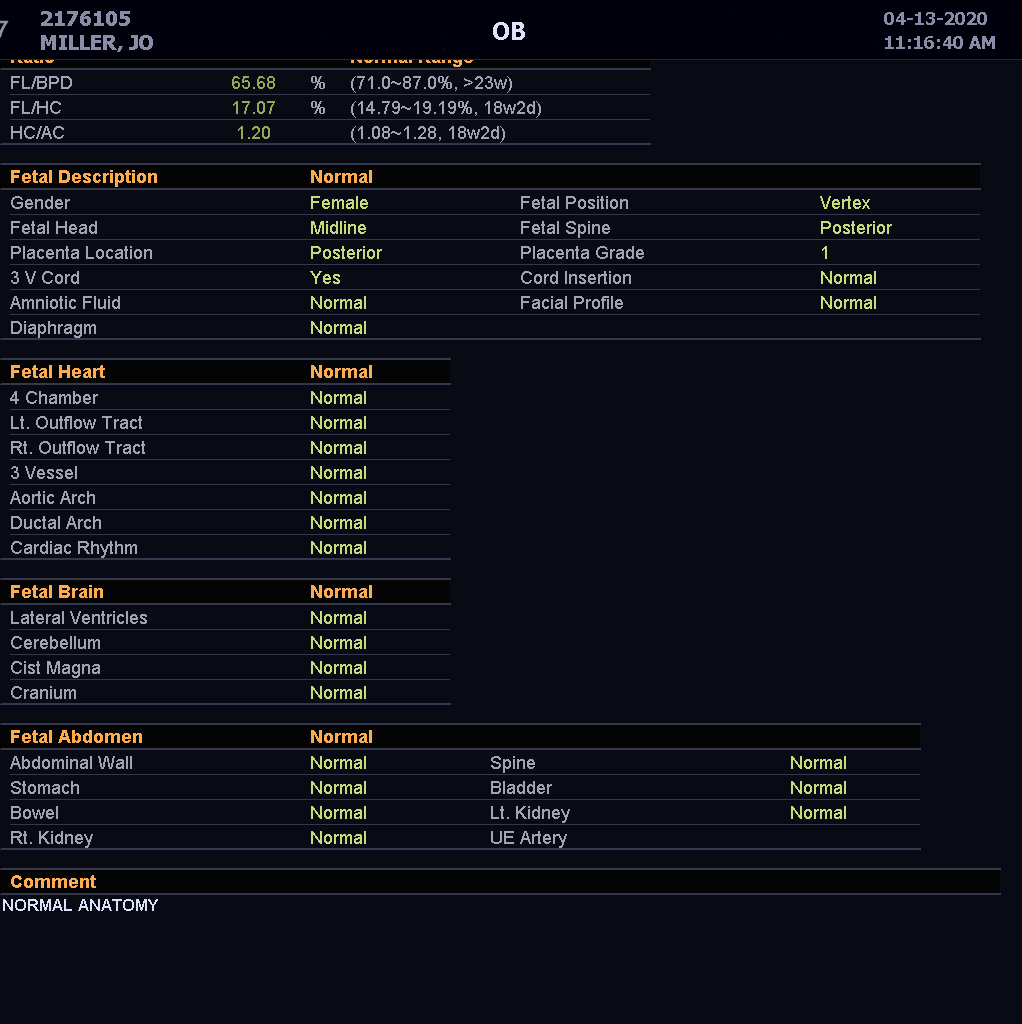 7
2176105
MILLER, JO
OB
04-13-2020
11:16:40 AM
Ratio Normal Range
FL/BPD 65.68 % (71.0~87.0%, >23w)
FL/HC 17.07 % (14.79~19.19%, 18w2d)
HC/AC 1.20 (1.08~1.28, 18w2d)
Fetal Description Normal
Gender Female Fetal Position Vertex
Fetal Head Midline Fetal Spine Posterior
Placenta Location Posterior Placenta Grade 1
3 V Cord Yes Cord Insertion Normal
Amniotic Fluid Normal Facial Profile Normal
Diaphragm Normal
Fetal Heart Normal
4 Chamber Normal
Lt. Outflow Tract Normal
Rt. Outflow Tract Normal
3 Vessel Normal
Aortic Arch Normal
Ductal Arch Normal
Cardiac Rhythm Normal
Fetal Brain Normal
Lateral Ventricles Normal
Cerebellum Normal
Cist Magna Normal
Cranium Normal
Fetal Abdomen Normal
Abdominal Wall Normal Spine Normal
Stomach Normal Bladder Normal
Bowel Normal Lt. Kidney Normal
Rt. Kidney Normal UE Artery
Comment
NORMAL ANATOMY